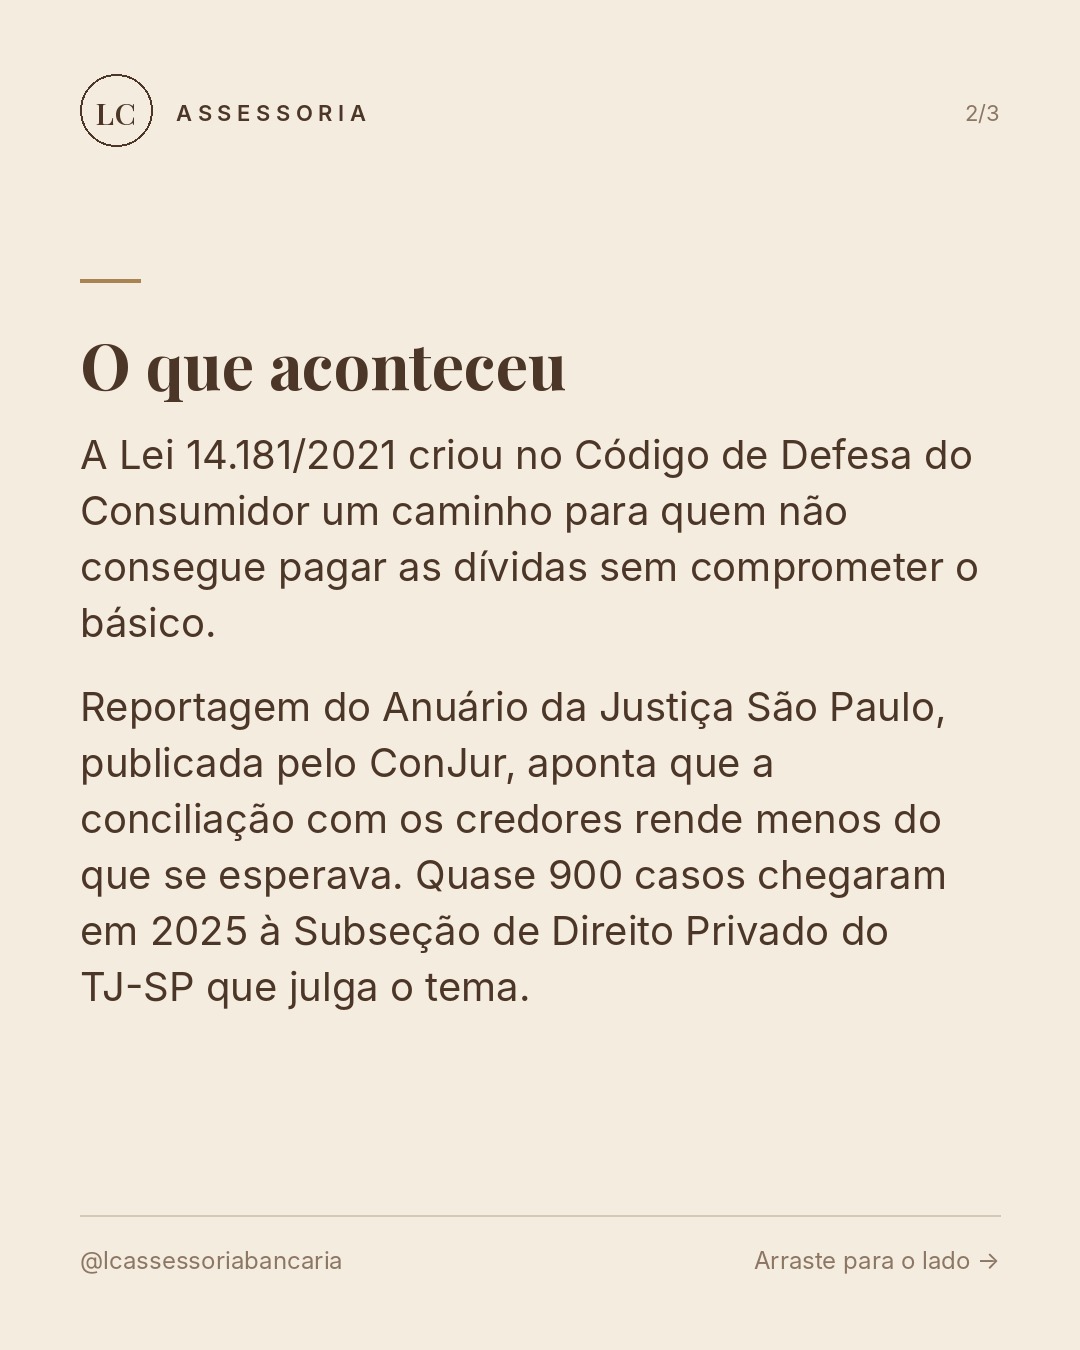 LC ASSESSORIA
2/3
O que aconteceu
A Lei 14.181/2021 criou no Código de Defesa do
Consumidor um caminho para quem não
consegue pagar as dívidas sem comprometer o
básico.
Reportagem do Anuário da Justiça São Paulo,
publicada pelo ConJur, aponta que a
conciliação com os credores rende menos do
que se esperava. Quase 900 casos chegaram
em 2025 à Subseção de Direito Privado do
TJ-SP que julga o tema.
@lcassessoriabancaria
Arraste para o lado →